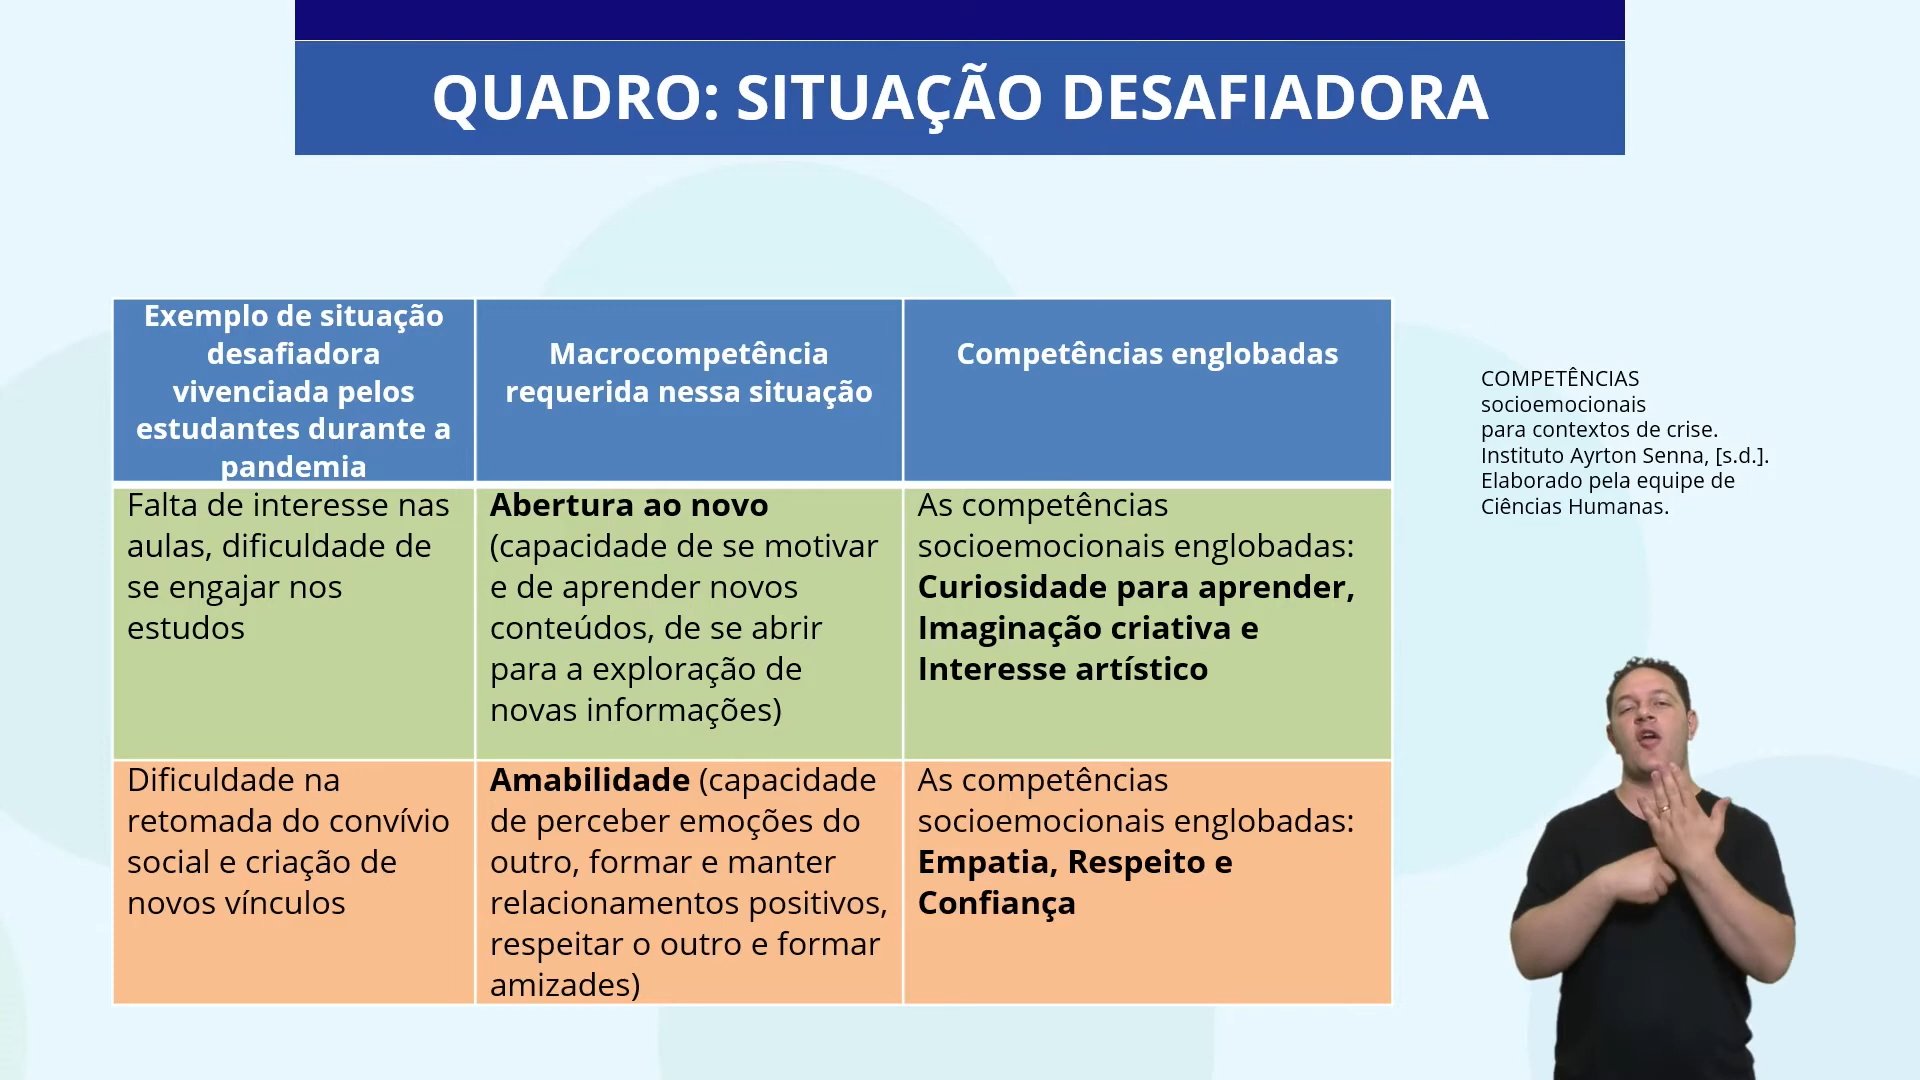 QUADRO: SITUAÇÃO DESAFIADORA
Exemplo de situação
desafiadora
vivenciada pelos
estudantes durante a
pandemia
Macrocompetência
requerida nessa situação
Competências englobadas
Falta de interesse nas
aulas, dificuldade de
se engajar nos
estudos
Abertura ao novo
(capacidade de se motivar
e de aprender novos
conteúdos, de se abrir
para a exploração de
novas informações)
As competências
socioemocionais englobadas:
Curiosidade para aprender,
Imaginação criativa e
Interesse artístico
Dificuldade na
retomada do convívio
social e criação de
novos vínculos
Amabilidade (capacidade
de perceber emoções do
outro, formar e manter
relacionamentos positivos,
respeitar o outro e formar
amizades)
As competências
socioemocionais englobadas:
Empatia, Respeito e
Confiança
COMPETÊNCIAS
socioemocionais
para contextos de crise.
Instituto Ayrton Senna, [s.d.].
Elaborado pela equipe de
Ciências Humanas.